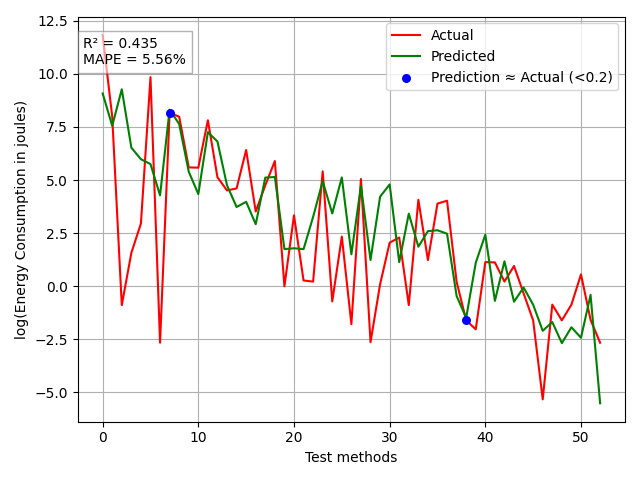 12.5
10.0
7.5
5.0
2.5
0.0
−2.5
−5.0
log(Energy Consumption in joules)
R² = 0.435
MAPE = 5.56%
Actual
Predicted
Prediction ≈ Actual (<0.2)
0 10 20 30 40 50
Test methods